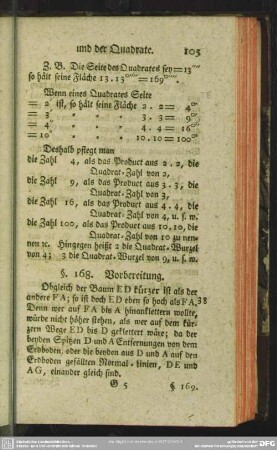 und der Quadrate. 105
Z. B. Die Seite des Quadrates sey = 13'''
so hält seine Fläche 13 . 13''''' = 169'''''.
Wenn eines Quadrates Seite
= 2° ist, so hält seine Fläche 2 . 2 = 4°
= 3' " " " 3 . 3 = 9
= 4'' " " " 4 . 4 = 16
= 10 " " " 10 . 10 = 100
Deshalb pflegt man
die Zahl 4, als das Product aus 2 . 2, die
Quadrat-Zahl von 2,
die Zahl 9, als das Product aus 3 . 3, die
Quadrat-Zahl von 3,
die Zahl 16, als das Product aus 4 . 4, die
Quadrat-Zahl von 4, u. s. w.
die Zahl 100, als das Product aus 10 . 10, die
Quadrat-Zahl von 10 zu nen-
nen ꝛc. Hingegen heißt 2 die Quadrat-Wurzel
von 4; 3 die Quadrat-Wurzel von 9, u. s. w.
§. 168. Vorbereitung.
Obgleich der Baum ED kürzer ist als der
andere FA; so ist doch ED eben so hoch als FA. 38
Denn wer auf FA bis A hinanklettern wollte,
würde nicht höher stehen, als wer auf dem kür-
zern Wege ED bis D geklettert wäre; da der
beyden Spitzen D und A Entfernungen von dem
Erdboden, oder die beyden aus D und A auf den
Erdboden gefällten Normal-Linien, DE und
AG, einander gleich sind.
G 5 §. 169.